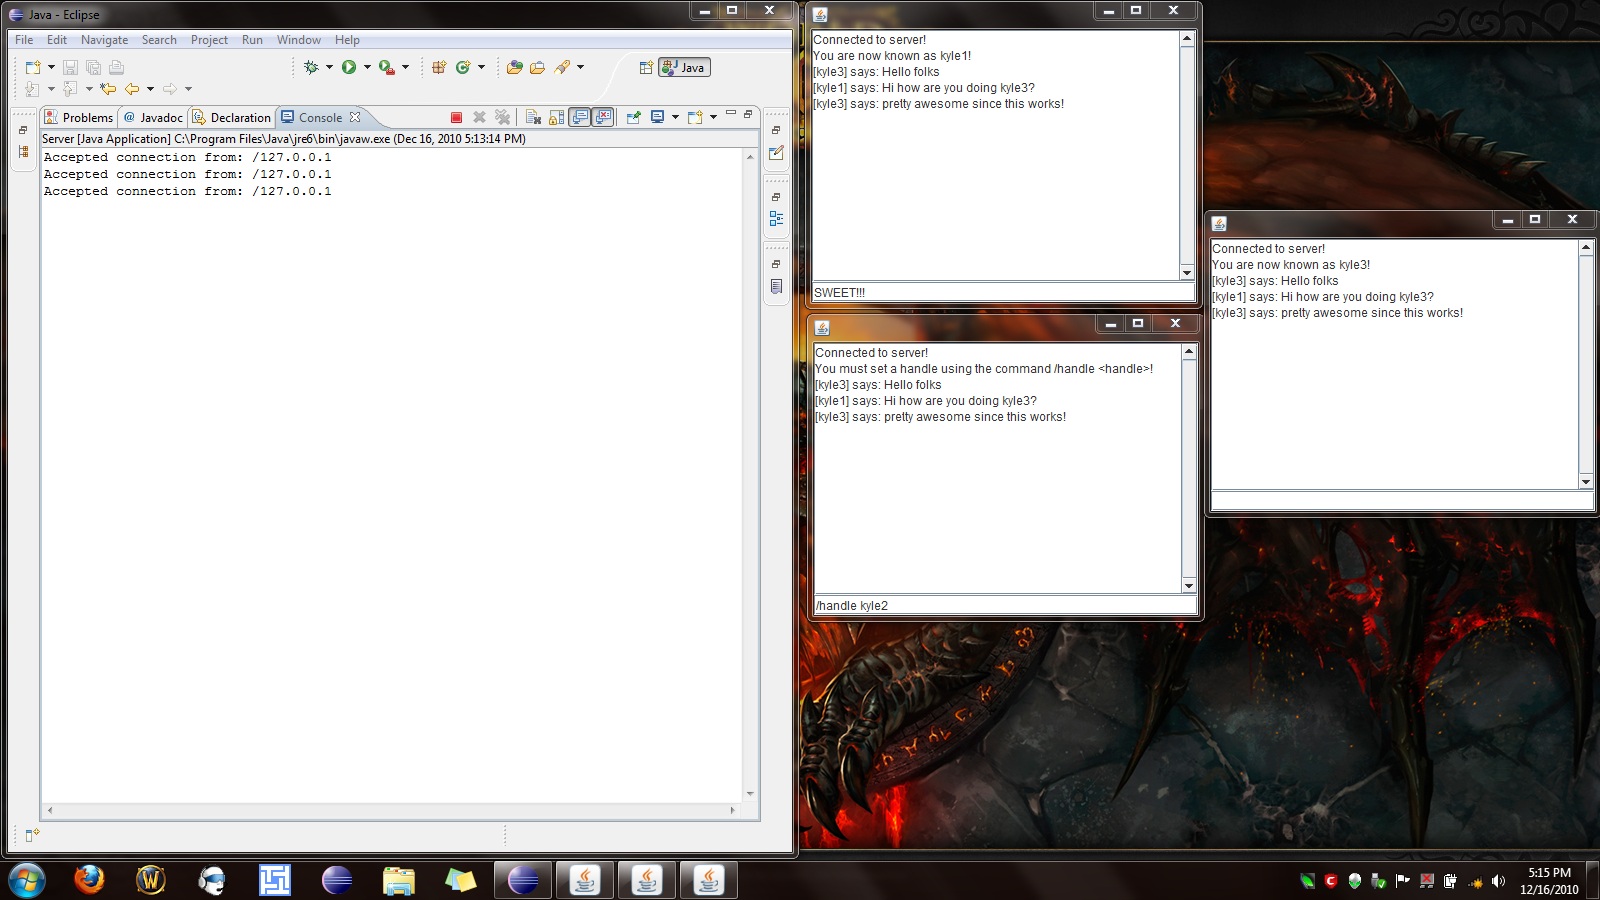 Java - Eclipse
File Edit Navigate Search Project Run Window Help
Java
Problems @ Javadoc Declaration Console
Server [Java Application] C:\Program Files\Java\jre6\bin\javaw.exe (Dec 16, 2010 5:13:14 PM)
Accepted connection from: /127.0.0.1
Accepted connection from: /127.0.0.1
Accepted connection from: /127.0.0.1
Connected to server!
You are now known as kyle1!
[kyle3] says: Hello folks
[kyle1] says: Hi how are you doing kyle3?
[kyle3] says: pretty awesome since this works!
SWEET!!!
Connected to server!
You must set a handle using the command /handle <handle>!
[kyle3] says: Hello folks
[kyle1] says: Hi how are you doing kyle3?
[kyle3] says: pretty awesome since this works!
/handle kyle2
Connected to server!
You are now known as kyle3!
[kyle3] says: Hello folks
[kyle1] says: Hi how are you doing kyle3?
[kyle3] says: pretty awesome since this works!
5:15 PM
12/16/2010